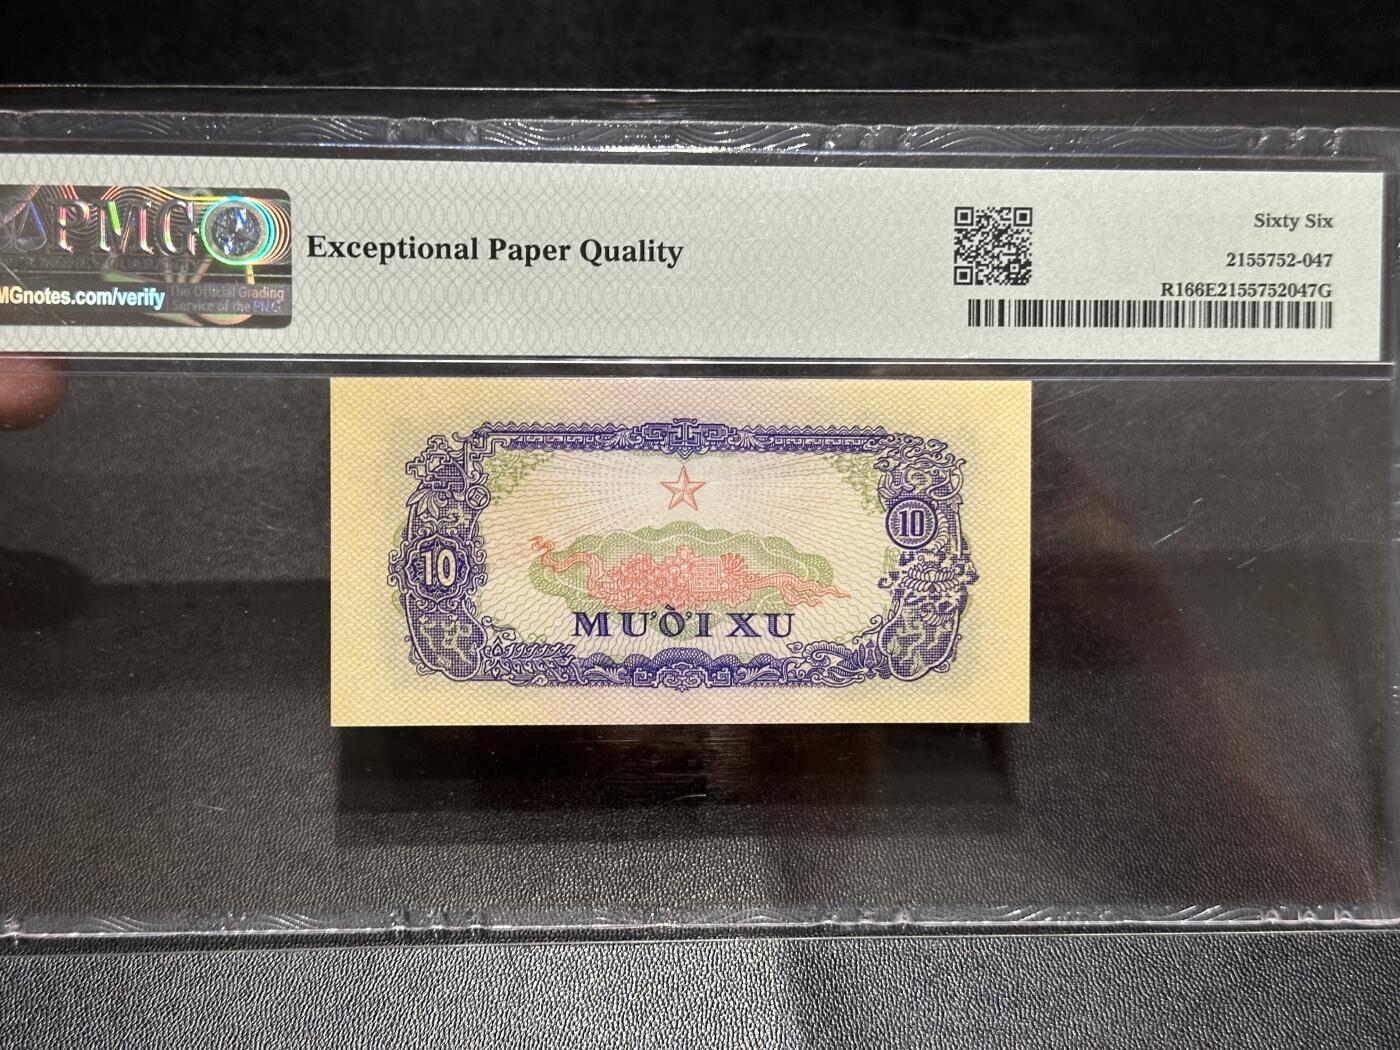 PMG
MGnotes.com/verify
The Official Grading
Service of the PNG
Exceptional Paper Quality
Sixty Six
2155752-047
R166E2155752047G
10
10
MƯỜI XU